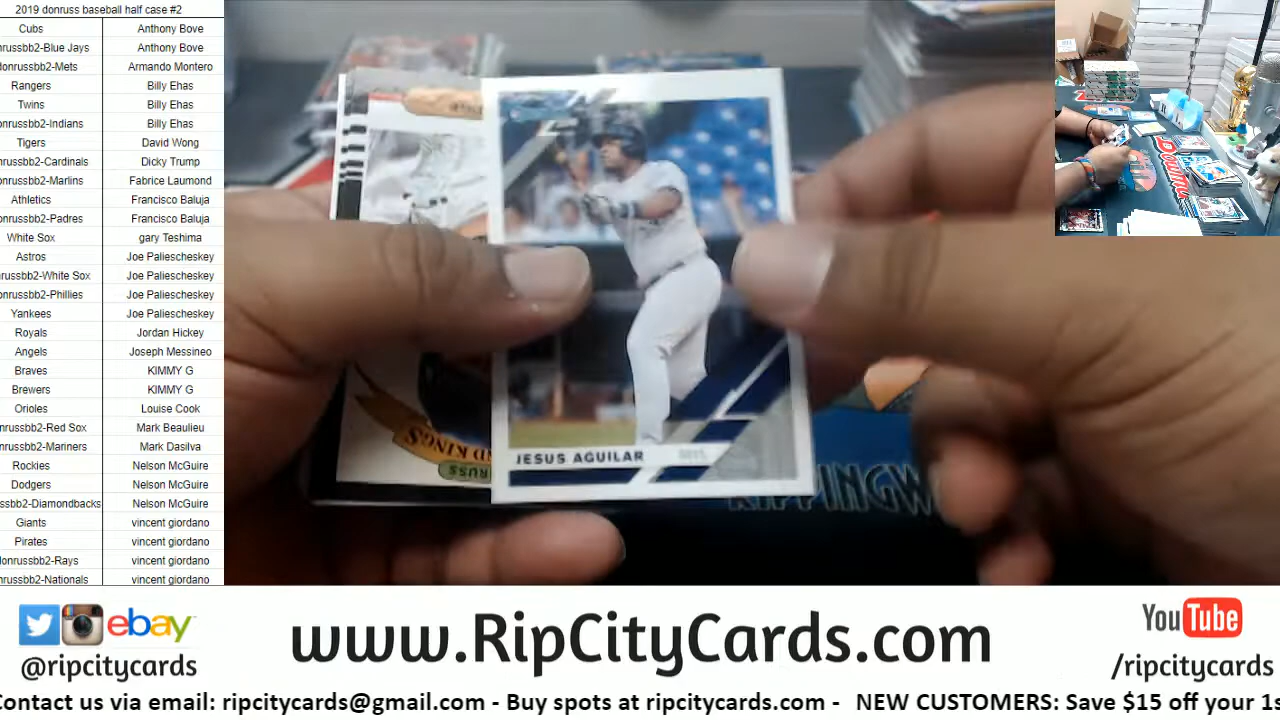 2019 donruss baseball half case #2
Cubs Anthony Bove
nrussbb2-Blue Jays Anthony Bove
donrussbb2-Mets Armando Montero
Rangers Billy Ehas
Twins Billy Ehas
onrussbb2-Indians Billy Ehas
Tigers David Wong
nrussbb2-Cardinals Dicky Trump
nrussbb2-Marlins Fabrice Laumond
Athletics Francisco Baluja
onrussbb2-Padres Francisco Baluja
White Sox gary Teshima
Astros Joe Paliescheskey
russbb2-White Sox Joe Paliescheskey
onrussbb2-Phillies Joe Paliescheskey
Yankees Joe Paliescheskey
Royals Jordan Hickey
Angels Joseph Messineo
Braves KIMMY G
Brewers KIMMY G
Orioles Louise Cook
nrussbb2-Red Sox Mark Beaulieu
nrussbb2-Mariners Mark Dasilva
Rockies Nelson McGuire
Dodgers Nelson McGuire
ssbb2-Diamondbacks Nelson McGuire
Giants vincent giordano
Pirates vincent giordano
donrussbb2-Rays vincent giordano
nrussbb2-Nationals vincent giordano
JESUS AGUILAR
D KINGS
RUSS
RIPPINGW
ebay
@ripcitycards
www.RipCityCards.com
YouTube
/ripcitycards
Contact us via email: ripcitycards@gmail.com - Buy spots at ripcitycards.com - NEW CUSTOMERS: Save $15 off your 1s